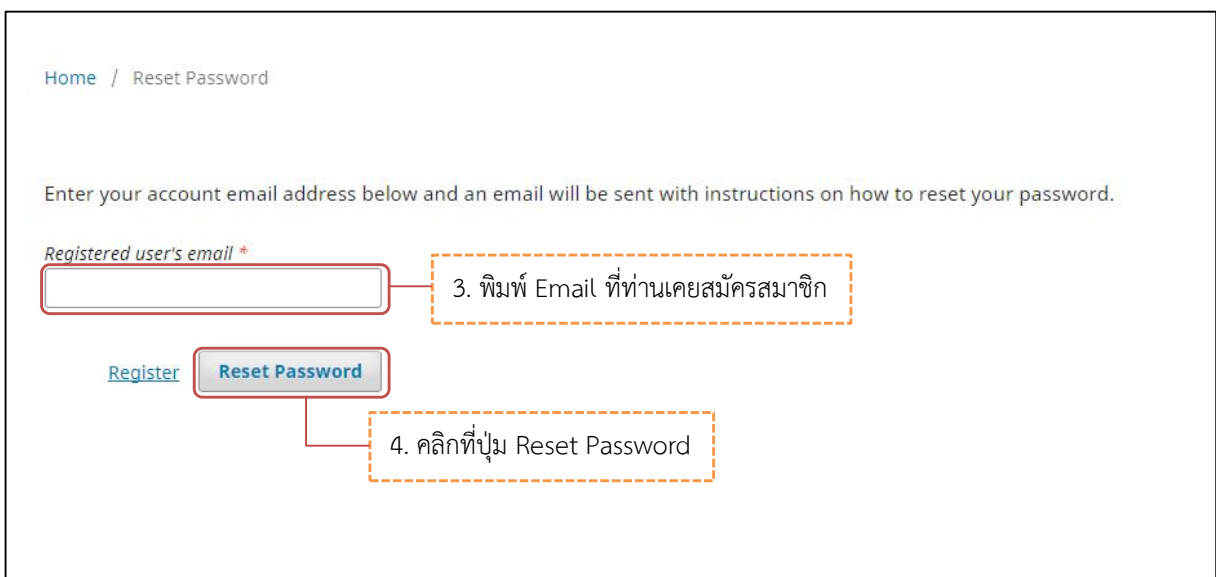 Home / Reset Password
Enter your account email address below and an email will be sent with instructions on how to reset your password.
Registered user's email *
3. พิมพ์ Email ที่ท่านเคยสมัครสมาชิก
Register Reset Password
4. คลิกที่ปุ่ม Reset Password